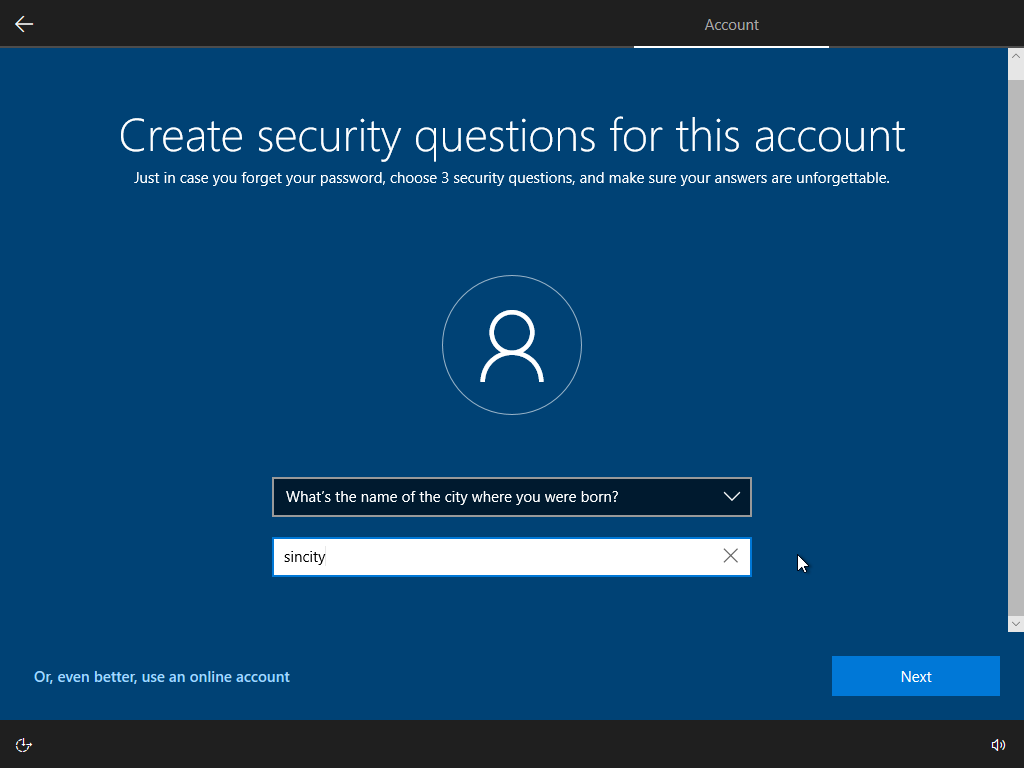 Account
Create security questions for this account
Just in case you forget your password, choose 3 security questions, and make sure your answers are unforgettable.
What's the name of the city where you were born?
sincity
Or, even better, use an online account
Next